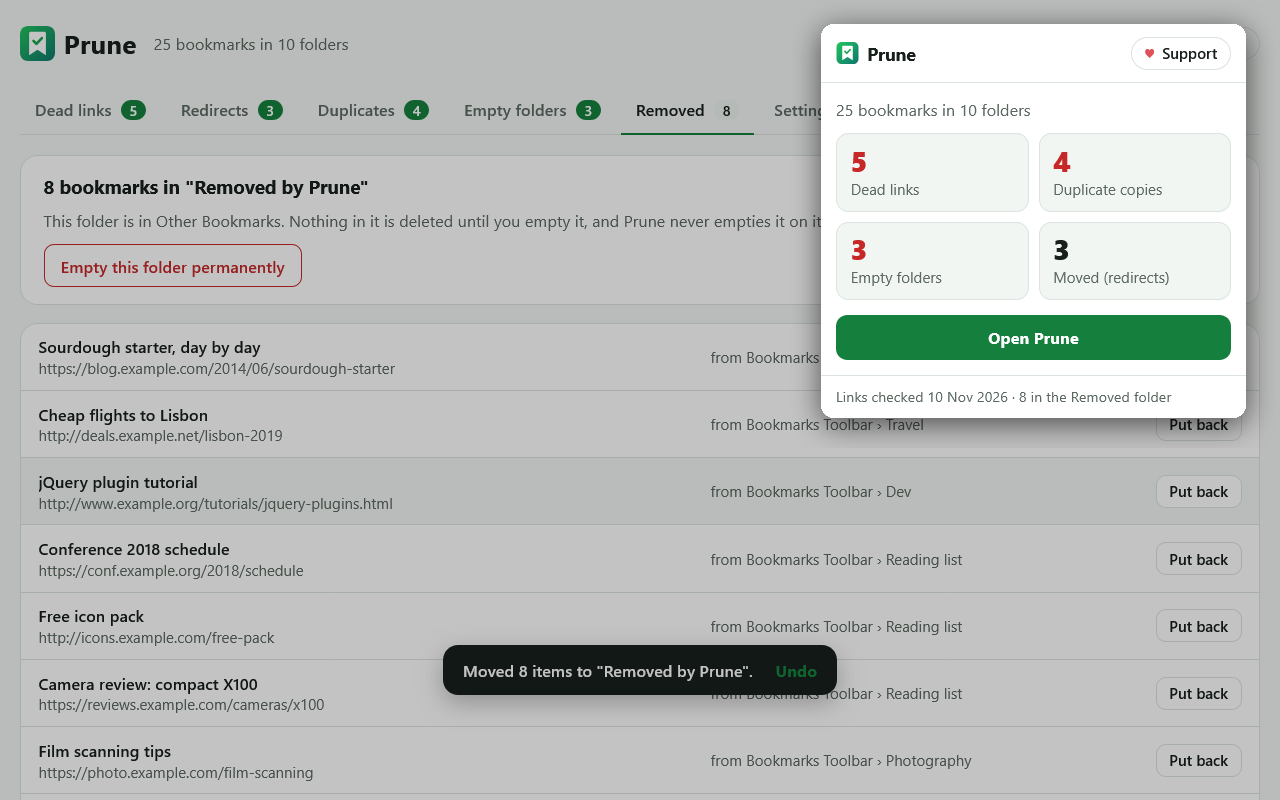 Prune
25 bookmarks in 10 folders
Dead links 5
Redirects 3
Duplicates 4
Empty folders 3
Removed 8
8 bookmarks in "Removed by Prune"
This folder is in Other Bookmarks. Nothing in it is deleted until you empty it, and Prune never empties it on
Empty this folder permanently
Sourdough starter, day by day
https://blog.example.com/2014/06/sourdough-starter
from Bookmarks
Cheap flights to Lisbon
http://deals.example.net/lisbon-2019
from Bookmarks Toolbar › Travel
Put back
jQuery plugin tutorial
http://www.example.org/tutorials/jquery-plugins.html
from Bookmarks Toolbar › Dev
Put back
Conference 2018 schedule
https://conf.example.org/2018/schedule
from Bookmarks Toolbar › Reading list
Put back
Free icon pack
http://icons.example.com/free-pack
from Bookmarks Toolbar › Reading list
Put back
Camera review: compact X100
https://reviews.example.com/cameras/x100
from Bookmarks Toolbar › Reading list
Put back
Film scanning tips
https://photo.example.com/film-scanning
from Bookmarks Toolbar › Photography
Put back
Moved 8 items to "Removed by Prune". Undo
Prune
Support
25 bookmarks in 10 folders
5
Dead links
4
Duplicate copies
3
Empty folders
3
Moved (redirects)
Open Prune
Links checked 10 Nov 2026 · 8 in the Removed folder